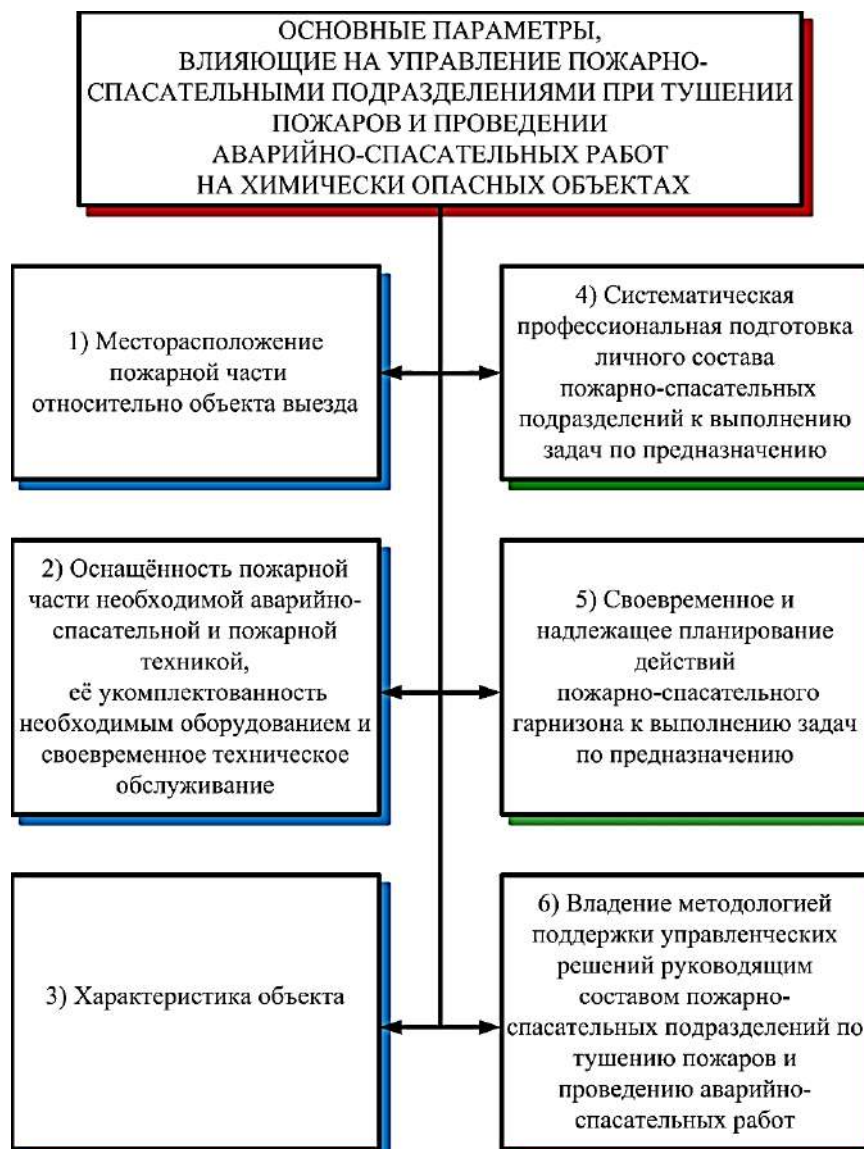 ОСНОВНЫЕ ПАРАМЕТРЫ,
ВЛИЯЮЩИЕ НА УПРАВЛЕНИЕ ПОЖАРНО-
СПАСАТЕЛЬНЫМИ ПОДРАЗДЕЛЕНИЯМИ ПРИ ТУШЕНИИ
ПОЖАРОВ И ПРОВЕДЕНИИ
АВАРИЙНО-СПАСАТЕЛЬНЫХ РАБОТ
НА ХИМИЧЕСКИ ОПАСНЫХ ОБЪЕКТАХ
1) Месторасположение
пожарной части
относительно объекта выезда
2) Оснащённость пожарной
части необходимой аварийно-
спасательной и пожарной
техникой,
её укомплектованность
необходимым оборудованием и
своевременное техническое
обслуживание
3) Характеристика объекта
4) Систематическая
профессиональная подготовка
личного состава
пожарно-спасательных
подразделений к выполнению
задач по предназначению
5) Своевременное и
надлежащее планирование
действий
пожарно-спасательного
гарнизона к выполнению задач
по предназначению
6) Владение методологией
поддержки управленческих
решений руководящим
составом пожарно-
спасательных подразделений по
тушению пожаров и
проведению аварийно-
спасательных работ